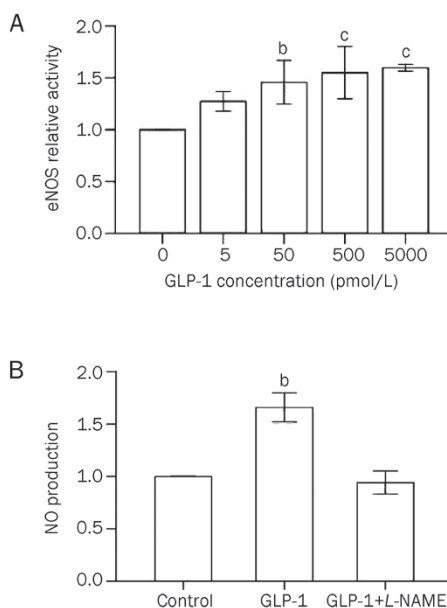 A
2.0
b
c
c
1.5
1.0
0.5
0.0
eNOS relative activity
0 5 50 500 5000
GLP-1 concentration (pmol/L)
B
2.0
b
1.5
1.0
0.5
0.0
NO production
Control GLP-1 GLP-1+L-NAME